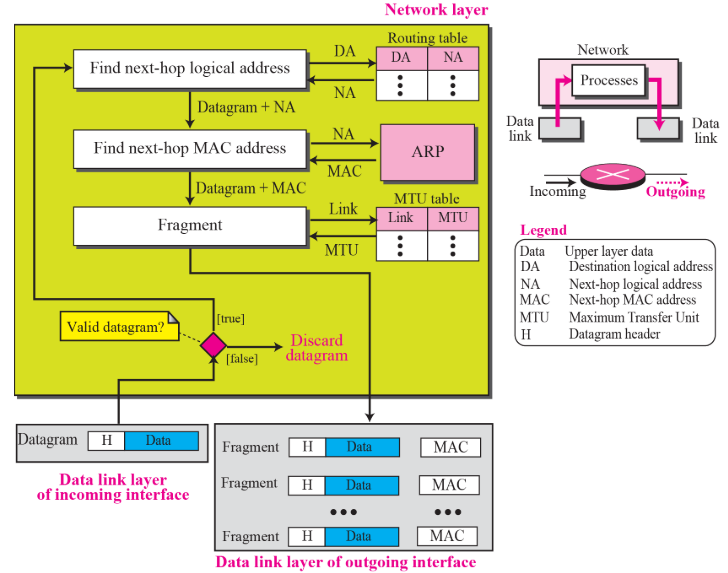 Network layer
Routing table
DA NA
Find next-hop logical address
DA
NA
Datagram + NA
Find next-hop MAC address
NA
MAC
ARP
Datagram + MAC
MTU table
Link MTU
Fragment
Link
MTU
Valid datagram?
[true]
[false]
Discard
datagram
Datagram H Data
Data link layer
of incoming interface
Fragment H Data MAC
Fragment H Data MAC
Fragment H Data MAC
Data link layer of outgoing interface
Network
Processes
Data
link
Data
link
Incoming
Outgoing
Legend
Data Upper layer data
DA Destination logical address
NA Next-hop logical address
MAC Next-hop MAC address
MTU Maximum Transfer Unit
H Datagram header